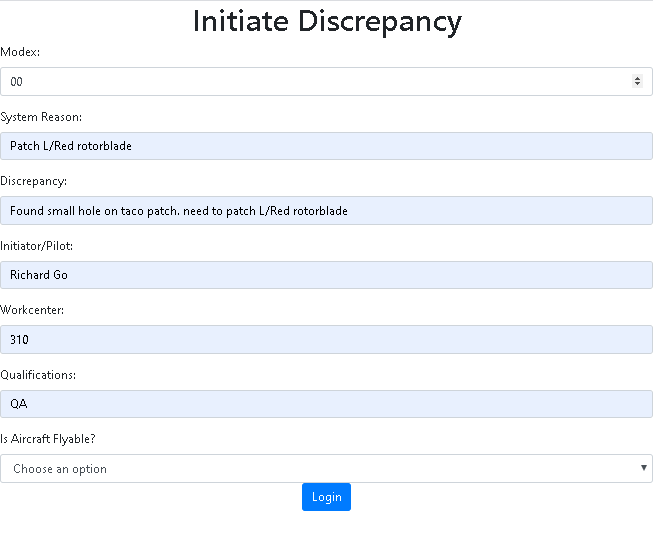 Initiate Discrepancy
Modex:
00
System Reason:
Patch L/Red rotorblade
Discrepancy:
Found small hole on taco patch. need to patch L/Red rotorblade
Initiator/Pilot:
Richard Go
Workcenter:
310
Qualifications:
QA
Is Aircraft Flyable?
Choose an option
Login